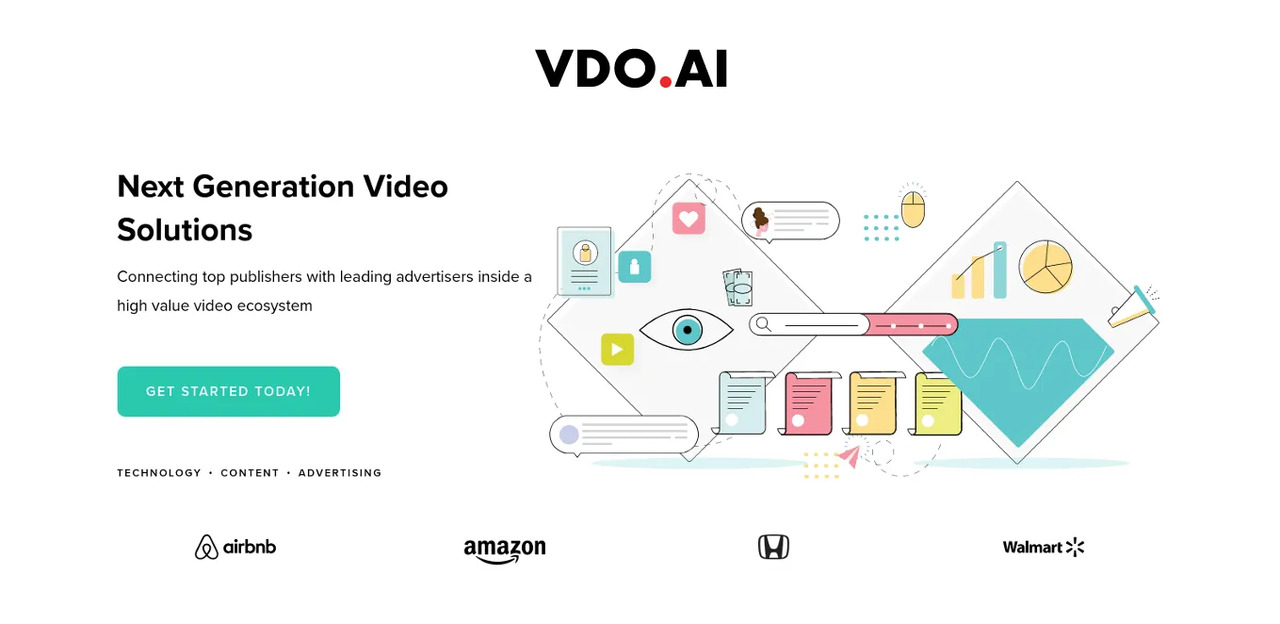 VDO.AI
Next Generation Video
Solutions
Connecting top publishers with leading advertisers inside a
high value video ecosystem
GET STARTED TODAY!
TECHNOLOGY • CONTENT • ADVERTISING
airbnb
amazon
Walmart